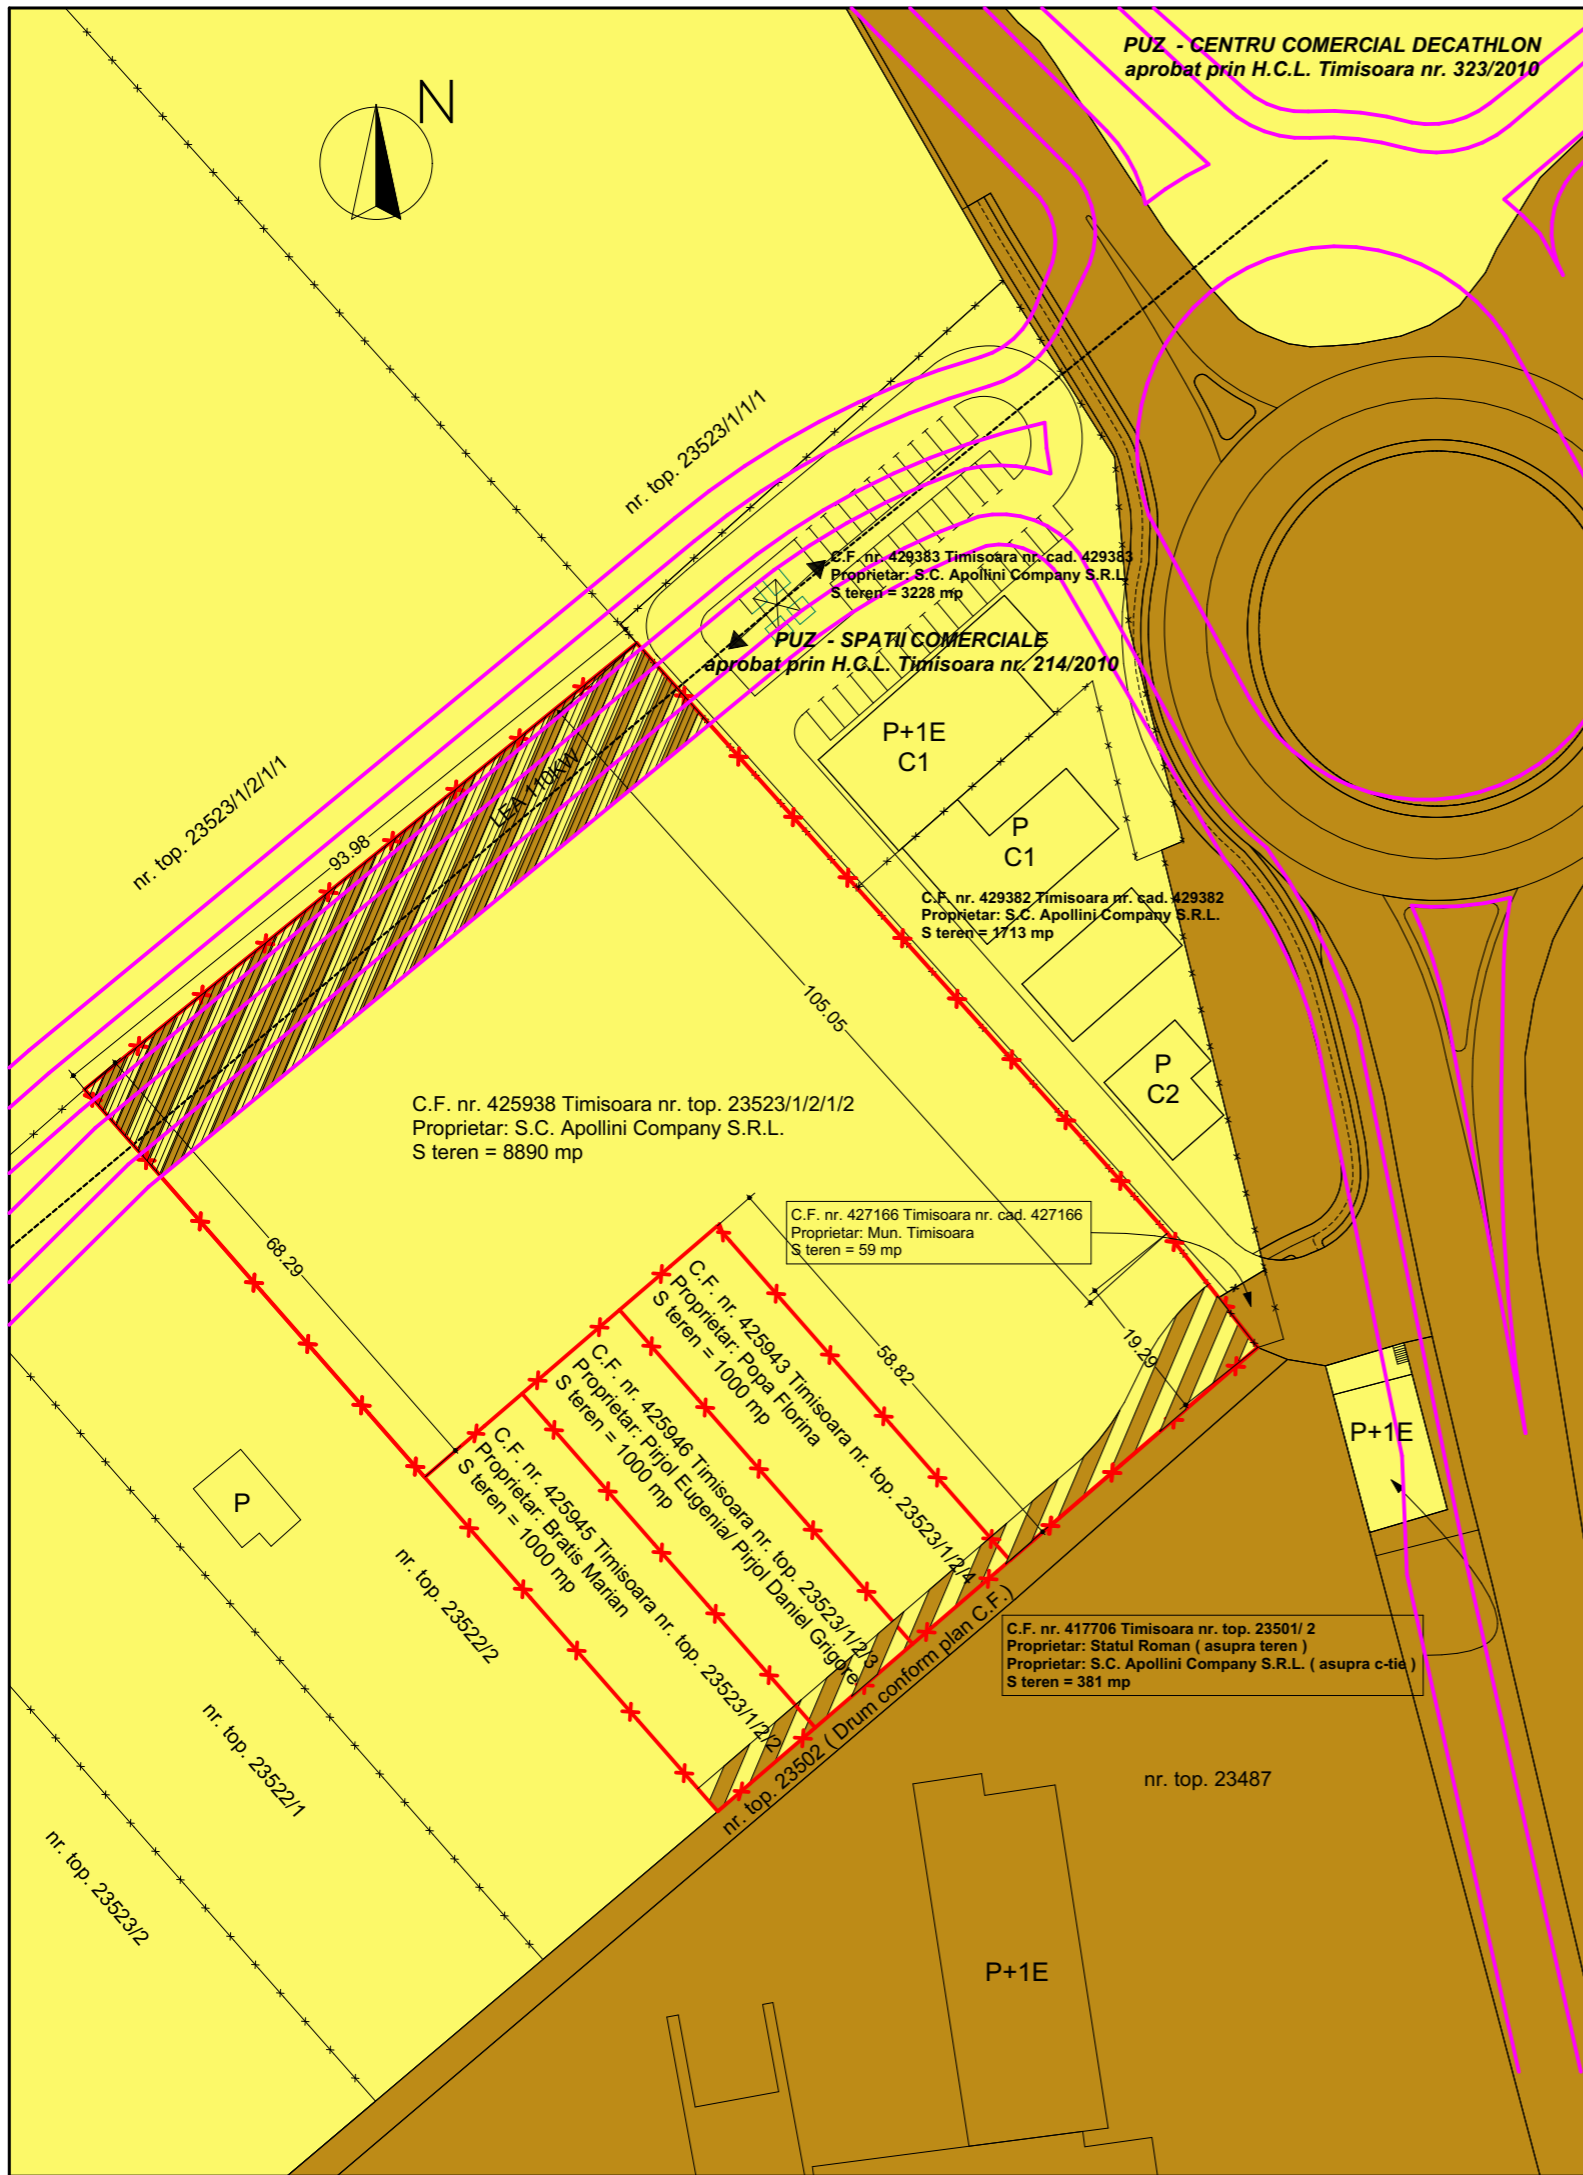 PUZ - CENTRU COMERCIAL DECATHLON
aprobat prin H.C.L. Timisoara nr. 323/2010
N
nr. top. 23523/1/1/1
C.F. nr. 429383 Timisoara nr. cad. 429383
Proprietar: S.C. Apollini Company S.R.L.
S teren = 3228 mp
PUZ - SPATII COMERCIALE
aprobat prin H.C.L. Timisoara nr. 214/2010
P+1E
C1
nr. top. 23523/1/2/1/1
93.98
LEA 110KW
P
C1
C.F. nr. 429382 Timisoara nr. cad. 429382
Proprietar: S.C. Apollini Company S.R.L.
S teren = 1713 mp
105.05
P
C2
C.F. nr. 425938 Timisoara nr. top. 23523/1/2/1/2
Proprietar: S.C. Apollini Company S.R.L.
S teren = 8890 mp
68.29
C.F. nr. 427166 Timisoara nr. cad. 427166
Proprietar: Mun. Timisoara
S teren = 59 mp
C.F. nr. 425943 Timisoara nr. top. 23523/1/2/4
Proprietar: Popa Florina
S teren = 1000 mp
58.82
19.29
C.F. nr. 425946 Timisoara nr. top. 23523/1/2/3
Proprietar: Pirjol Eugenia/ Pirjol Daniel Grigore
S teren = 1000 mp
C.F. nr. 425945 Timisoara nr. top. 23523/1/2/2
Proprietar: Bratis Marian
S teren = 1000 mp
P+1E
P
nr. top. 23522/2
C.F. nr. 417706 Timisoara nr. top. 23501/ 2
Proprietar: Statul Roman ( asupra teren )
Proprietar: S.C. Apollini Company S.R.L. ( asupra c-tie )
S teren = 381 mp
nr. top. 23502 ( Drum conform plan C.F.)
nr. top. 23522/1
nr. top. 23487
nr. top. 23523/2
P+1E